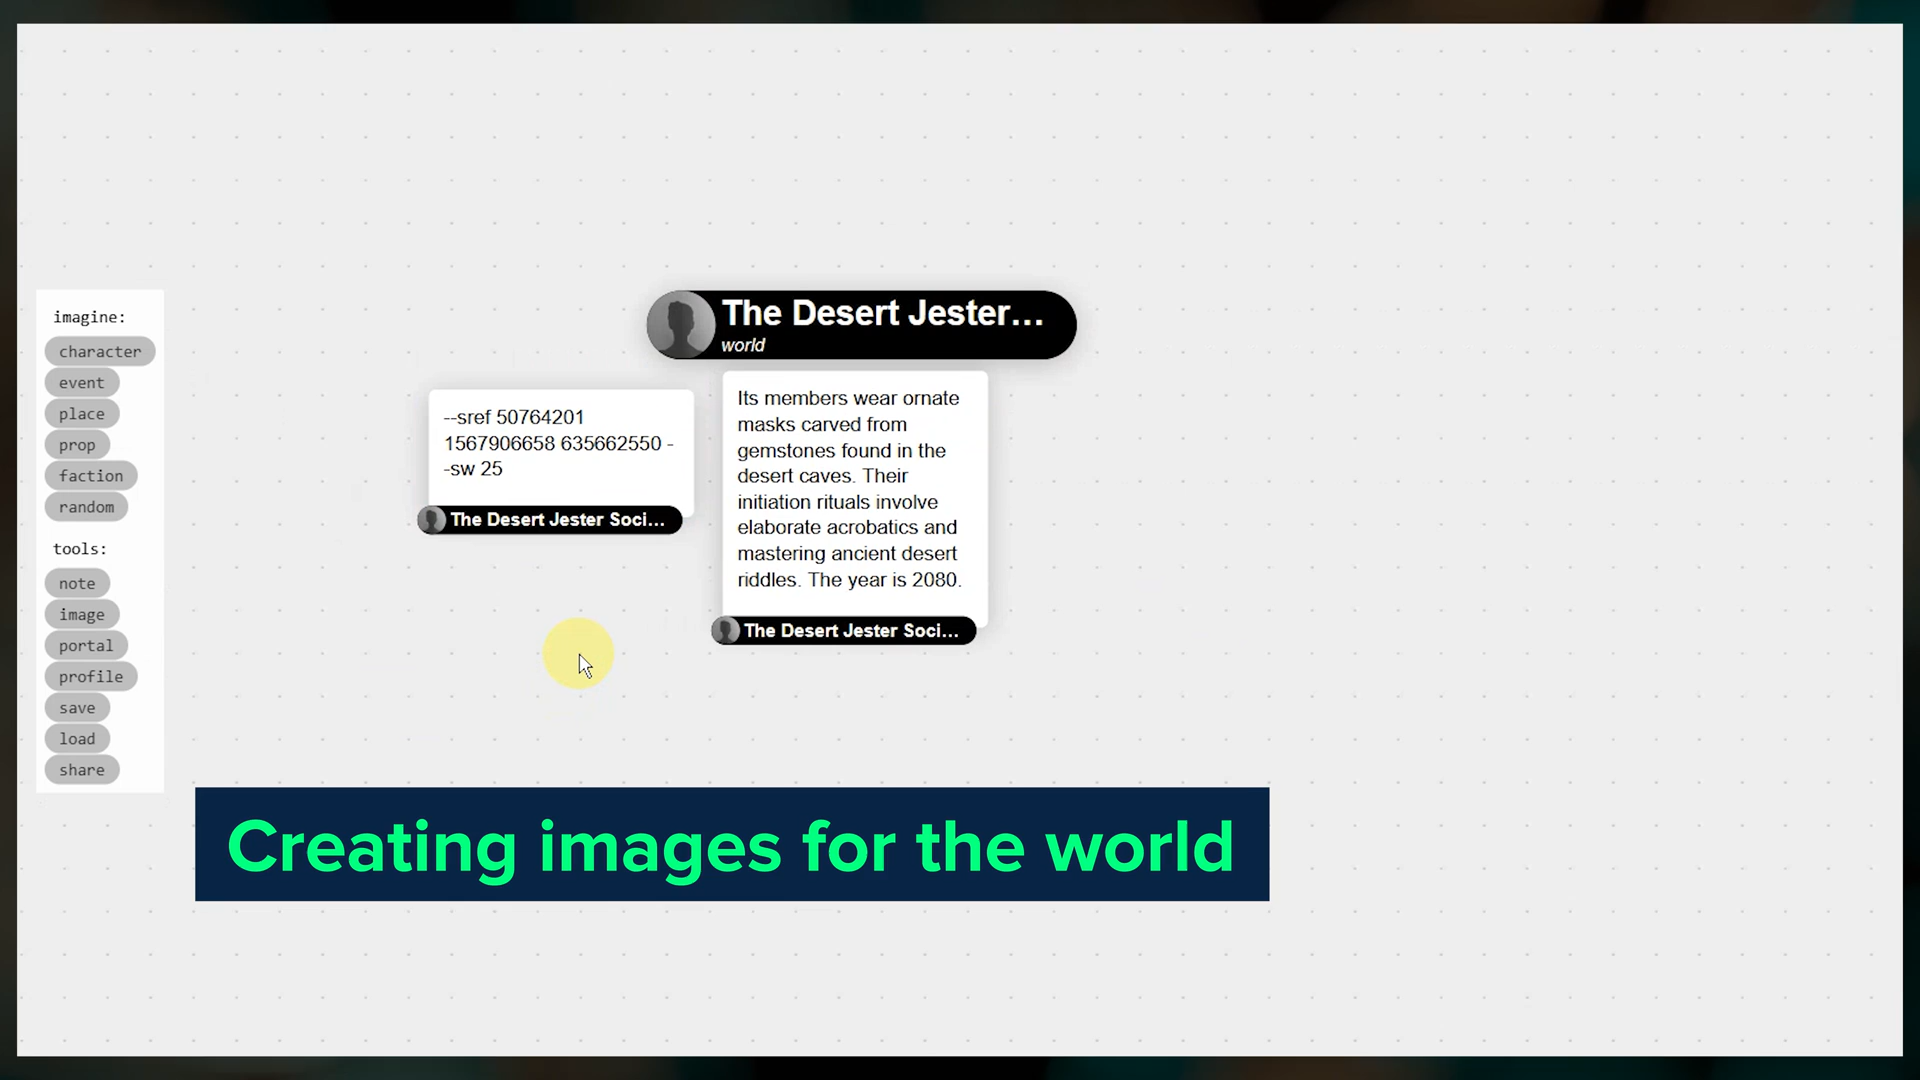 imagine:
character
event
place
prop
faction
random
tools:
note
image
portal
profile
save
load
share
The Desert Jester...
world
--sref 50764201
1567906658 635662550 -
-sw 25
The Desert Jester Soci...
Its members wear ornate
masks carved from
gemstones found in the
desert caves. Their
initiation rituals involve
elaborate acrobatics and
mastering ancient desert
riddles. The year is 2080.
The Desert Jester Soci...
Creating images for the world